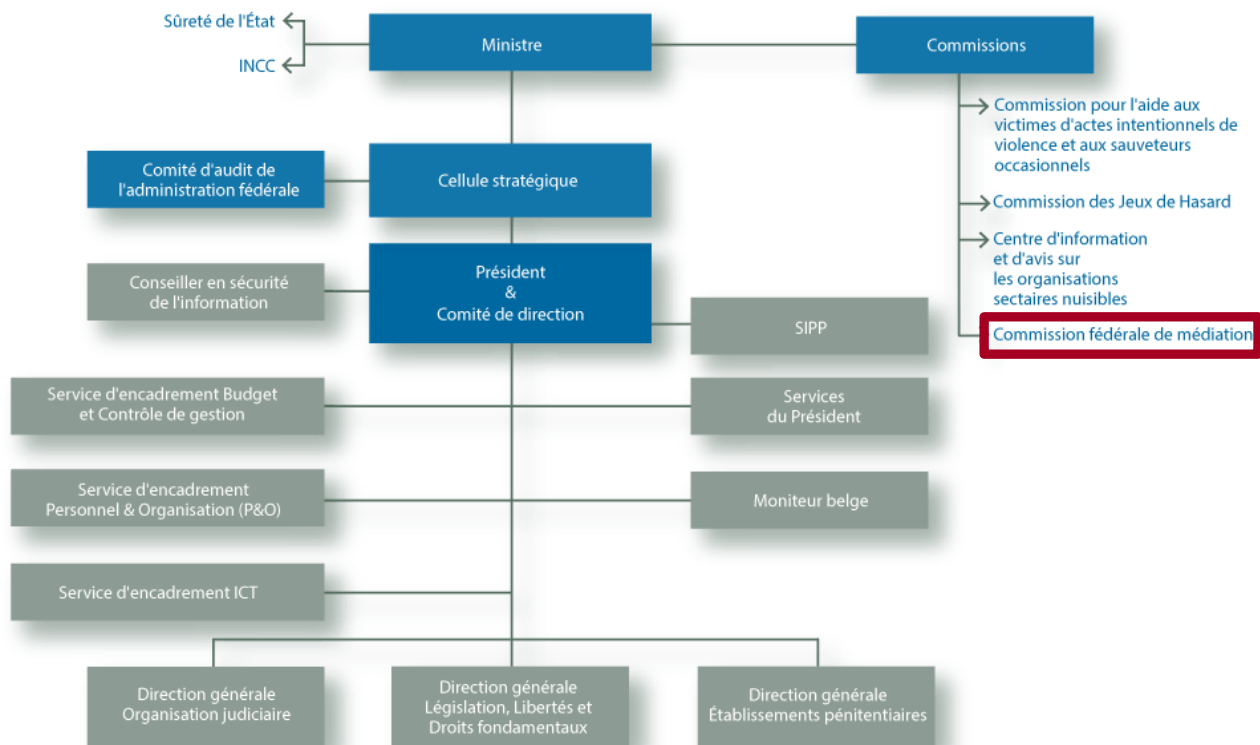 Sûreté de l'État
INCC
Ministre
Commissions
Commission pour l'aide aux
victimes d'actes intentionnels de
violence et aux sauveteurs
occasionnels
Commission des Jeux de Hasard
Centre d'information
et d'avis sur
les organisations
sectaires nuisibles
Commission fédérale de médiation
Comité d'audit de
l'administration fédérale
Cellule stratégique
Conseiller en sécurité
de l'information
Président
&
Comité de direction
SIPP
Service d'encadrement Budget
et Contrôle de gestion
Services
du Président
Service d'encadrement
Personnel & Organisation (P&O)
Moniteur belge
Service d'encadrement ICT
Direction générale
Organisation judiciaire
Direction générale
Législation, Libertés et
Droits fondamentaux
Direction générale
Établissements pénitentiaires